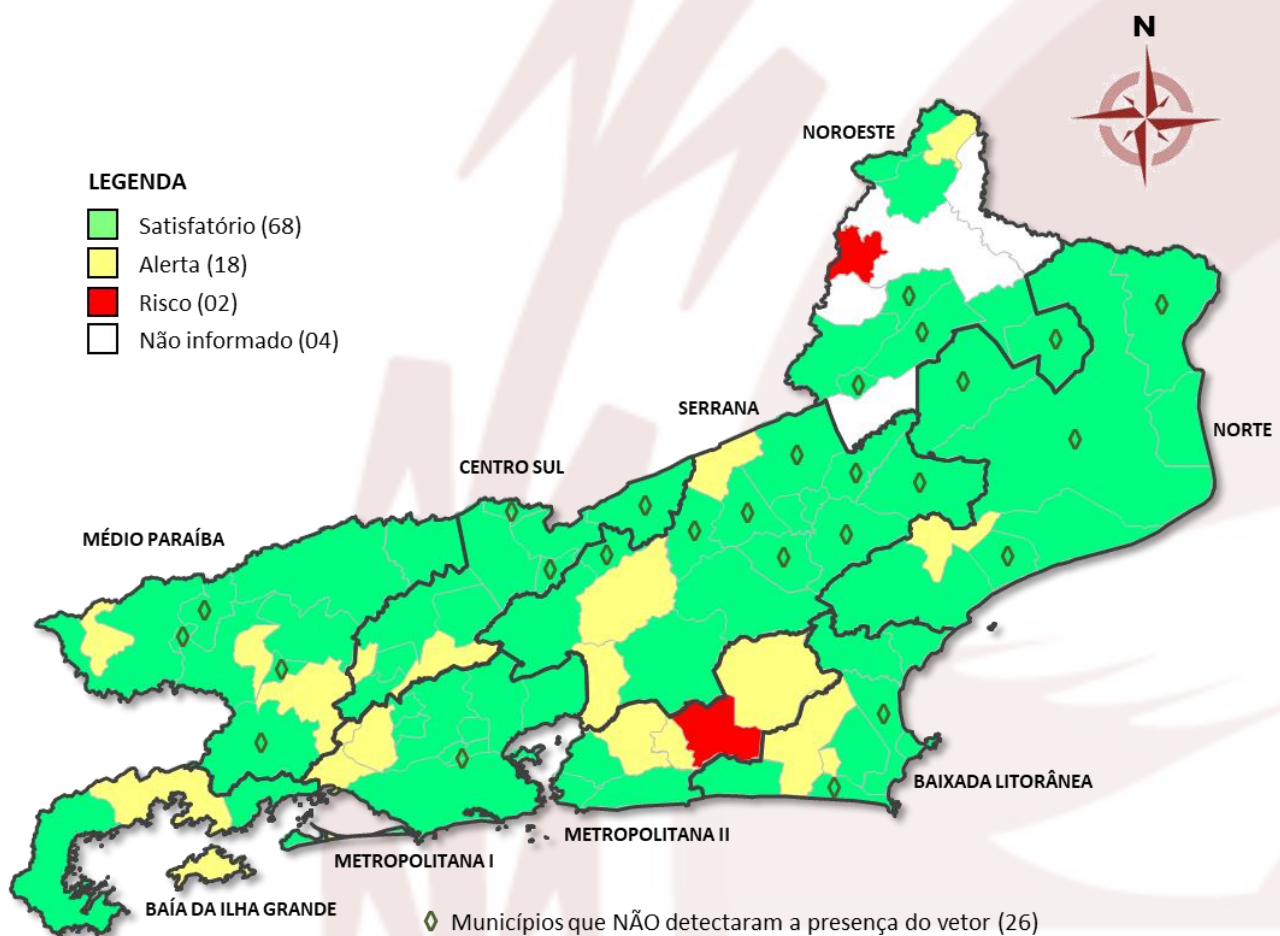 N
NOROESTE
LEGENDA
Satisfatório (68)
Alerta (18)
Risco (02)
Não informado (04)
SERRANA
NORTE
CENTRO SUL
MÉDIO PARAÍBA
BAIXADA LITORÂNEA
METROPOLITANA II
METROPOLITANA I
BAÍA DA ILHA GRANDE
Municípios que NÃO detectaram a presença do vetor (26)